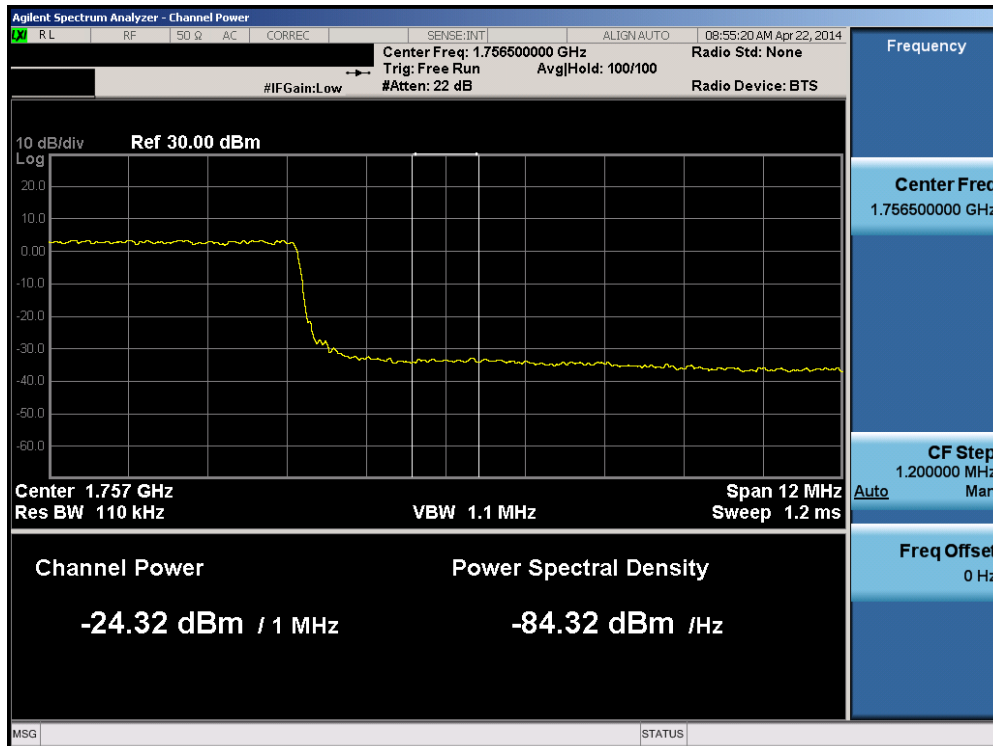 Agilent Spectrum Analyzer - Channel Power
LXI RL RF 50 Ω AC CORREC SENSE:INT ALIGN AUTO 08:55:20 AM Apr 22, 2014
Center Freq: 1.756500000 GHz Radio Std: None
Trig: Free Run Avg|Hold: 100/100
#IFGain:Low #Atten: 22 dB Radio Device: BTS
Frequency
10 dB/div Ref 30.00 dBm
Log
20.0
10.0
0.00
-10.0
-20.0
-30.0
-40.0
-50.0
-60.0
Center 1.757 GHz Span 12 MHz
Res BW 110 kHz VBW 1.1 MHz Sweep 1.2 ms
Channel Power Power Spectral Density
-24.32 dBm / 1 MHz -84.32 dBm /Hz
Center Freq
1.756500000 GHz
CF Step
1.200000 MHz
Auto Man
Freq Offset
0 Hz
MSG STATUS